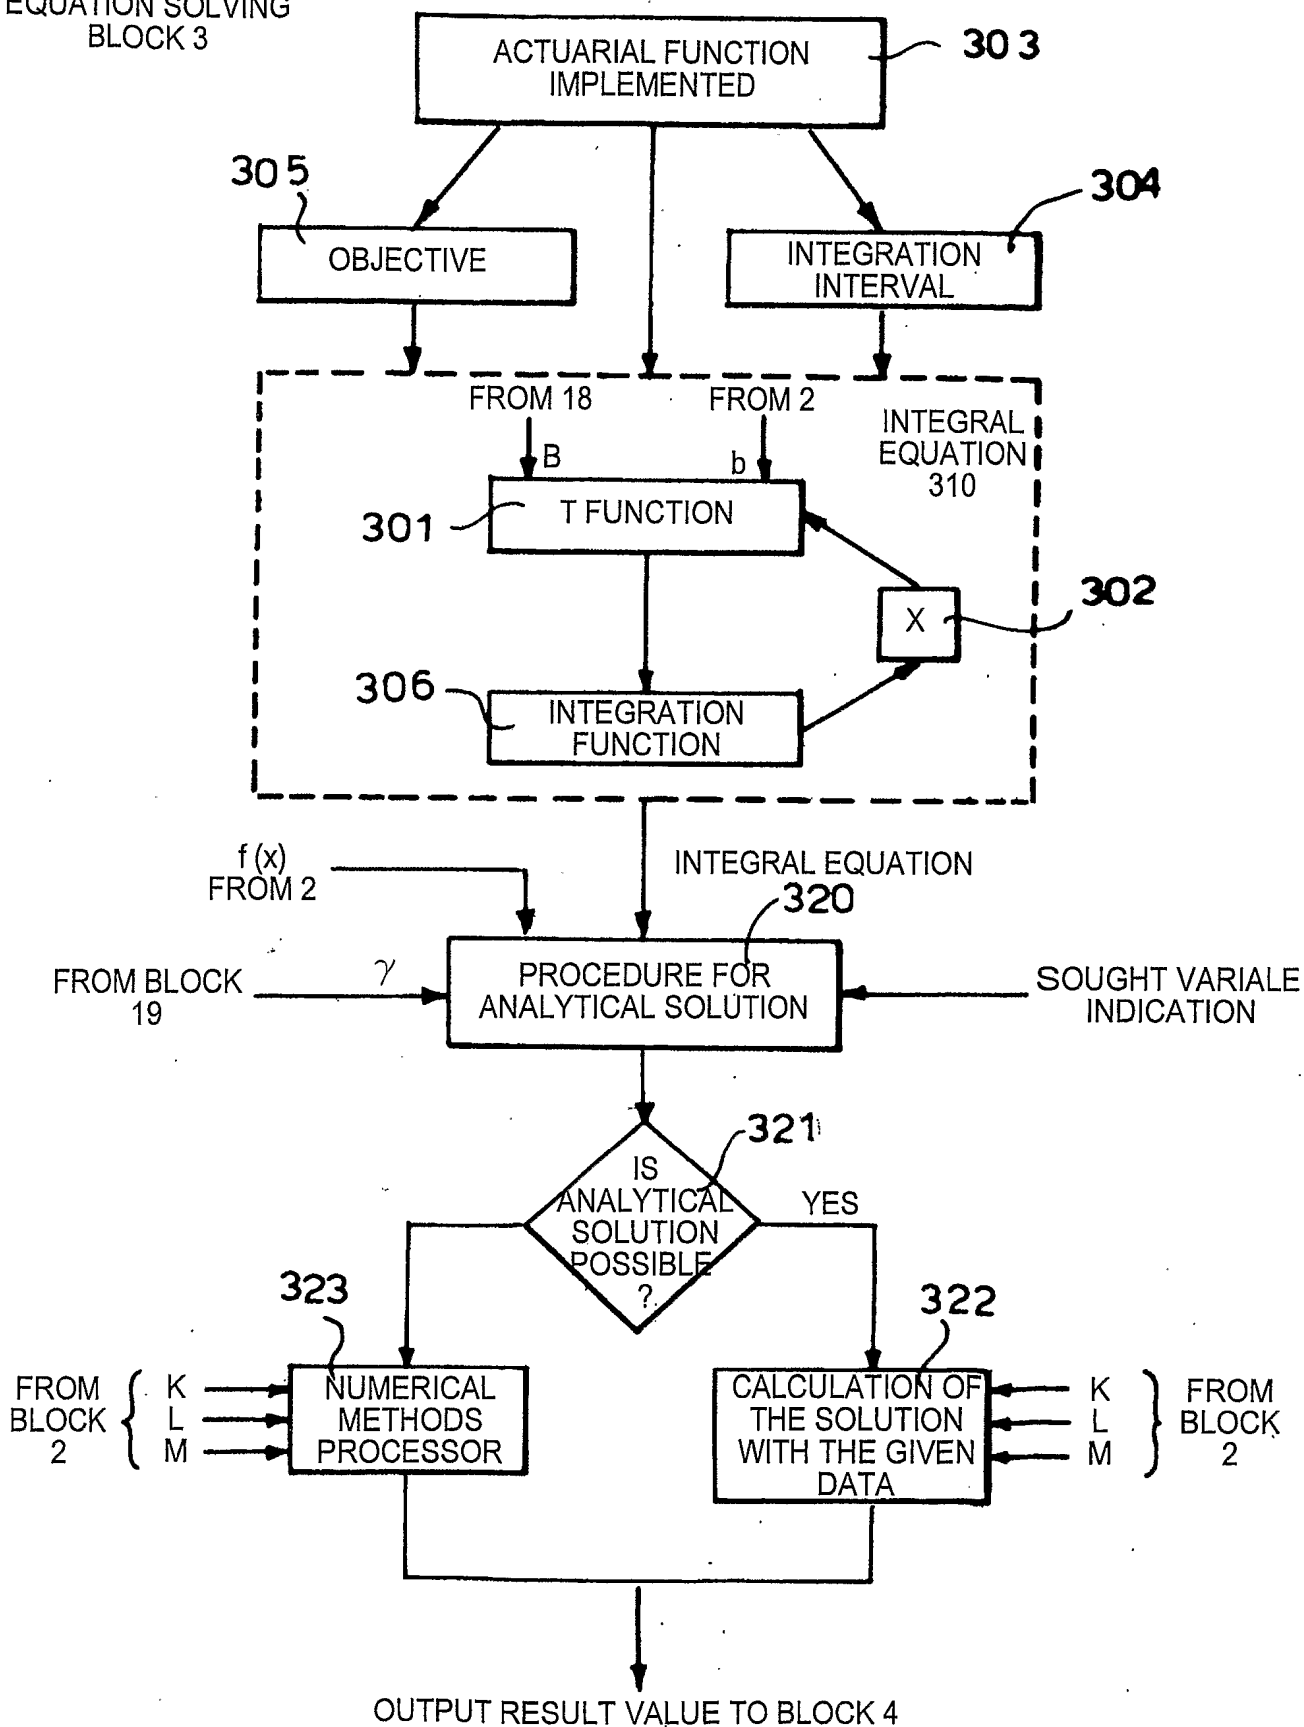 EQUATION SOLVING
BLOCK 3
ACTUARIAL FUNCTION
IMPLEMENTED
303
305
304
OBJECTIVE
INTEGRATION
INTERVAL
FROM 18
FROM 2
INTEGRAL
EQUATION
310
B
b
T FUNCTION
301
X
302
306
INTEGRATION
FUNCTION
f (x)
FROM 2
INTEGRAL EQUATION
320
FROM BLOCK
19
γ
PROCEDURE FOR
ANALYTICAL SOLUTION
SOUGHT VARIALE
INDICATION
321
IS
ANALYTICAL
SOLUTION
POSSIBLE
?
YES
323
322
FROM
BLOCK
2
K
L
M
NUMERICAL
METHODS
PROCESSOR
CALCULATION OF
THE SOLUTION
WITH THE GIVEN
DATA
K
L
M
FROM
BLOCK
2
OUTPUT RESULT VALUE TO BLOCK 4